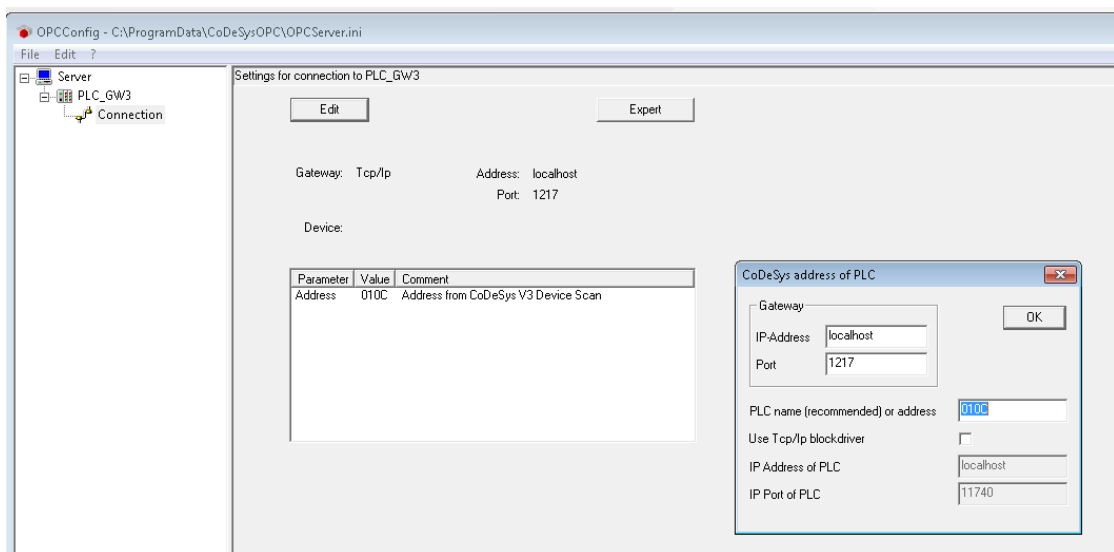 OPCConfig - C:\ProgramData\CoDeSysOPC\OPCServer.ini
File Edit ?
Server
PLC_GW3
Connection
Settings for connection to PLC_GW3
Edit
Expert
Gateway: Tcp/Ip
Address: localhost
Port: 1217
Device:
Parameter Value Comment
Address 010C Address from CoDeSys V3 Device Scan
CoDeSys address of PLC
Gateway
OK
IP-Address localhost
Port 1217
PLC name (recommended) or address 010C
Use Tcp/Ip blockdriver
IP Address of PLC localhost
IP Port of PLC 11740